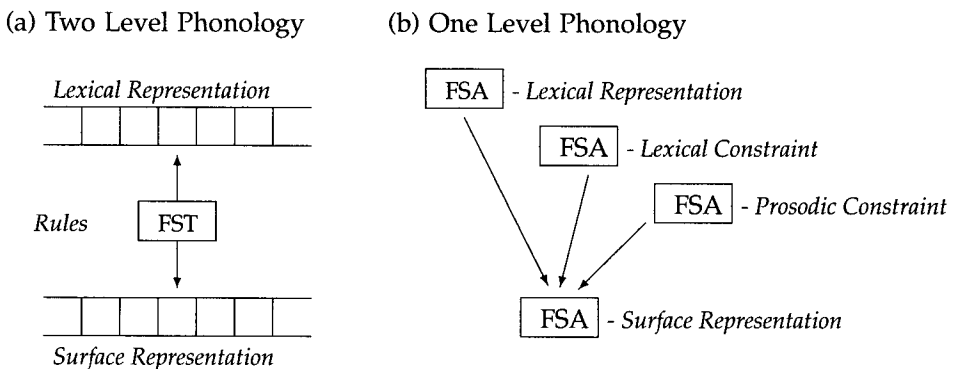 (a) Two Level Phonology
Lexical Representation
Rules
FST
Surface Representation
(b) One Level Phonology
FSA - Lexical Representation
FSA - Lexical Constraint
FSA - Prosodic Constraint
FSA - Surface Representation